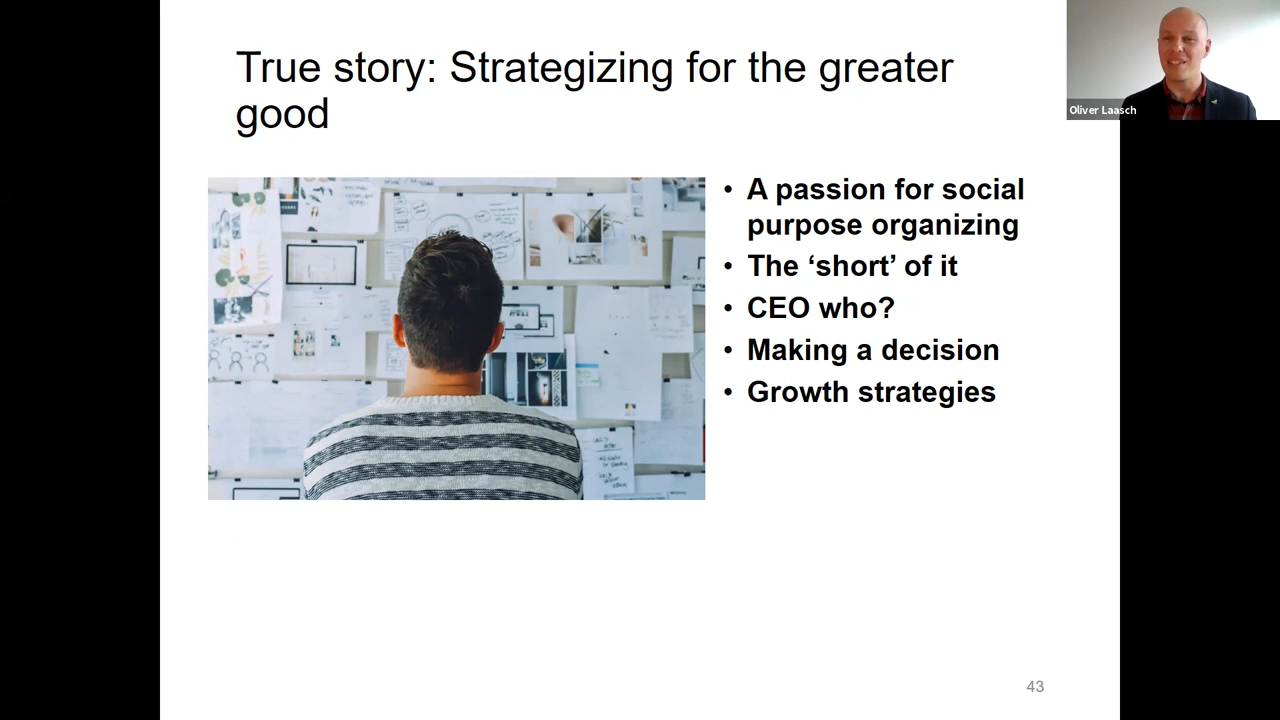 True story: Strategizing for the greater
good
Oliver Laasch
• A passion for social
purpose organizing
• The ‘short’ of it
• CEO who?
• Making a decision
• Growth strategies
43